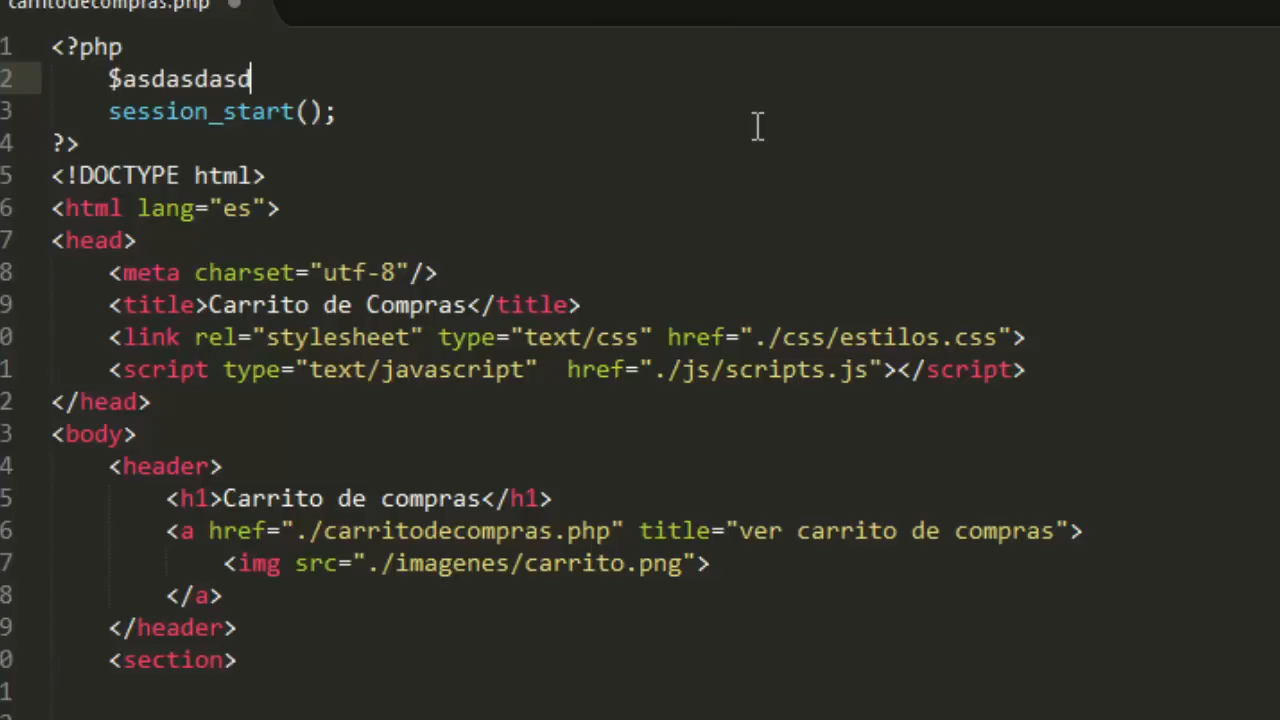 carritodecompras.php
1 <?php
2 $asdasdasd
3 session_start();
4 ?>
5 <!DOCTYPE html>
6 <html lang="es">
7 <head>
8 <meta charset="utf-8"/>
9 <title>Carrito de Compras</title>
0 <link rel="stylesheet" type="text/css" href="./css/estilos.css">
1 <script type="text/javascript"  href="./js/scripts.js"></script>
2 </head>
3 <body>
4 <header>
5 <h1>Carrito de compras</h1>
6 <a href="./carritodecompras.php" title="ver carrito de compras">
7 <img src="./imagenes/carrito.png">
8 </a>
9 </header>
0 <section>
1